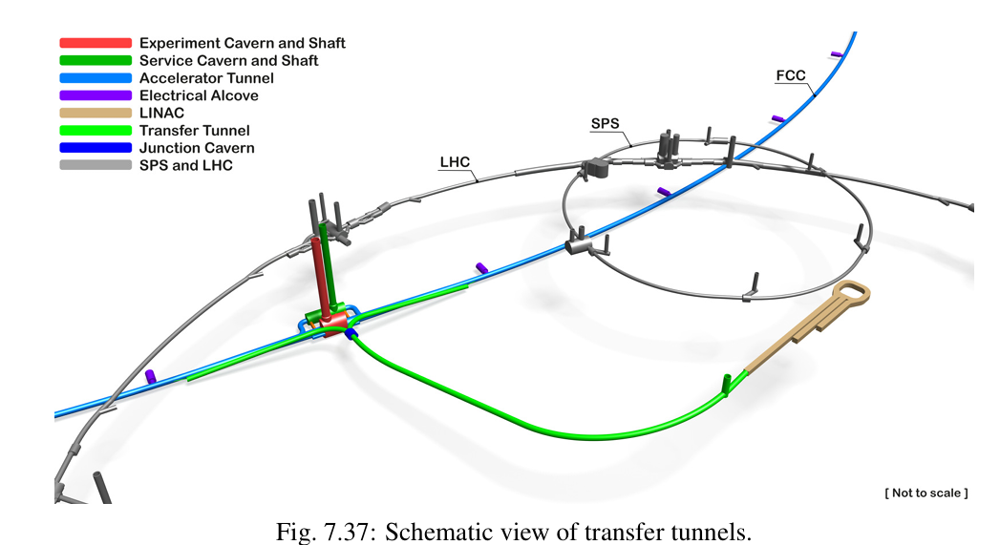 Experiment Cavern and Shaft
Service Cavern and Shaft
Accelerator Tunnel
Electrical Alcove
LINAC
Transfer Tunnel
Junction Cavern
SPS and LHC
FCC
SPS
LHC
[ Not to scale ]
Fig. 7.37: Schematic view of transfer tunnels.